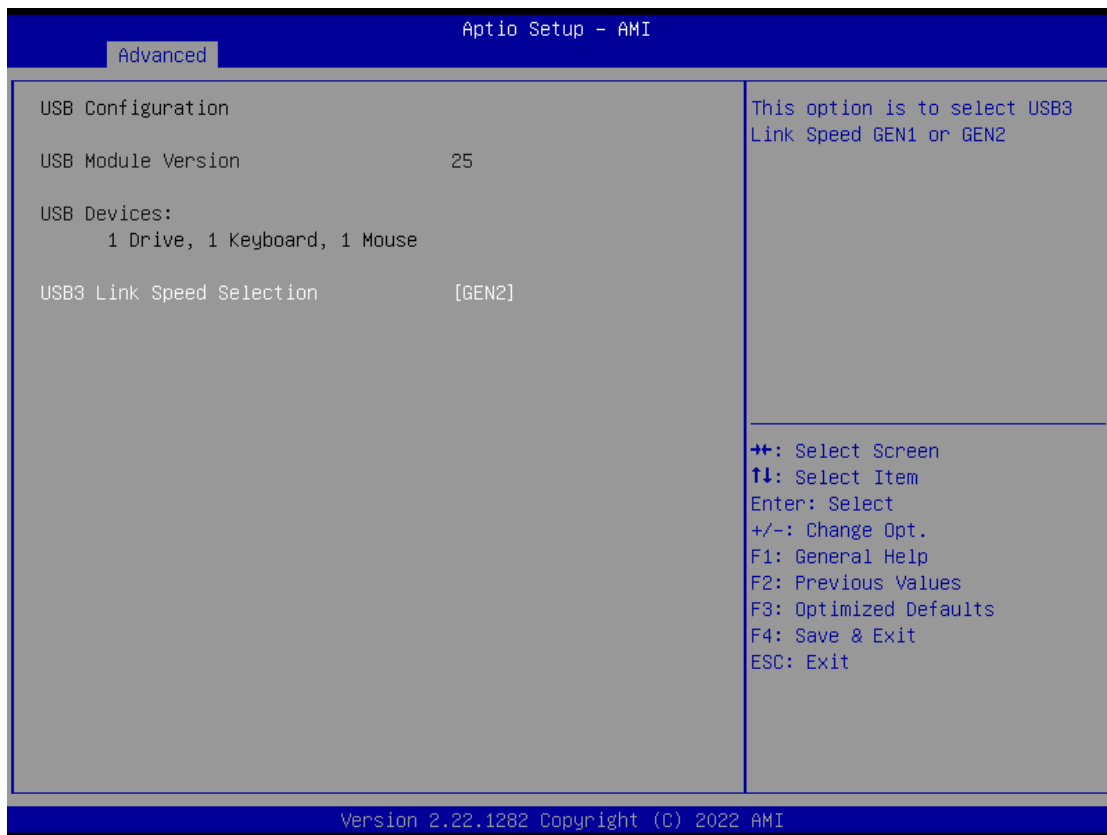 Aptio Setup – AMI
Advanced
USB Configuration
USB Module Version 25
USB Devices:
1 Drive, 1 Keyboard, 1 Mouse
USB3 Link Speed Selection [GEN2]
This option is to select USB3
Link Speed GEN1 or GEN2
→←: Select Screen
↑↓: Select Item
Enter: Select
+/-: Change Opt.
F1: General Help
F2: Previous Values
F3: Optimized Defaults
F4: Save & Exit
ESC: Exit
Version 2.22.1282 Copyright (C) 2022 AMI